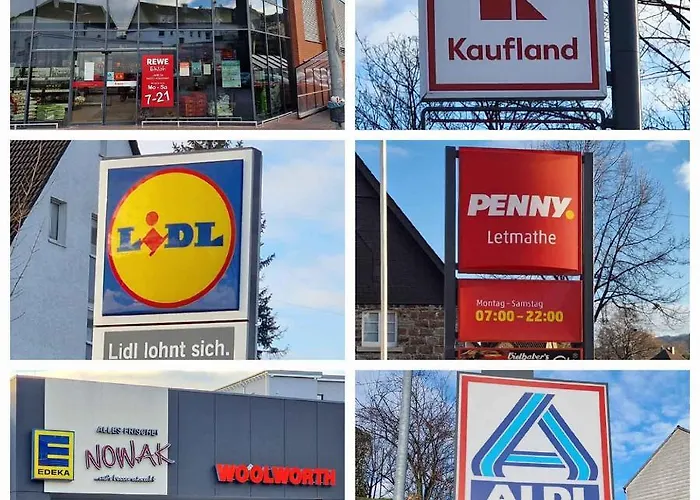 REWE
Mo - Sa
7-21
K
Kaufland
LIDL
Lidl lohnt sich.
PENNY.
Letmathe
Montag - Samstag
07:00 - 22:00
E
EDEKA
ALLES FRISCHE!
NOWAK
WOOLWORTH
ALDI